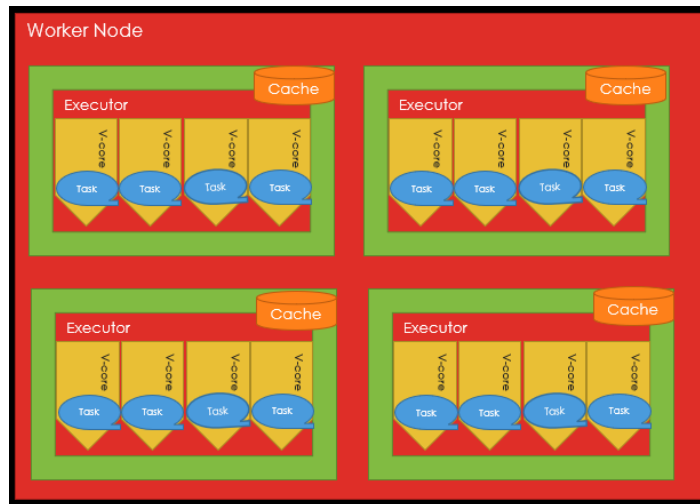 Worker Node
Cache
Executor
V-core
V-core
V-core
V-core
Task
Task
Task
Task
Cache
Executor
V-core
V-core
V-core
V-core
Task
Task
Task
Task
Cache
Executor
V-core
V-core
V-core
V-core
Task
Task
Task
Task
Cache
Executor
V-core
V-core
V-core
V-core
Task
Task
Task
Task